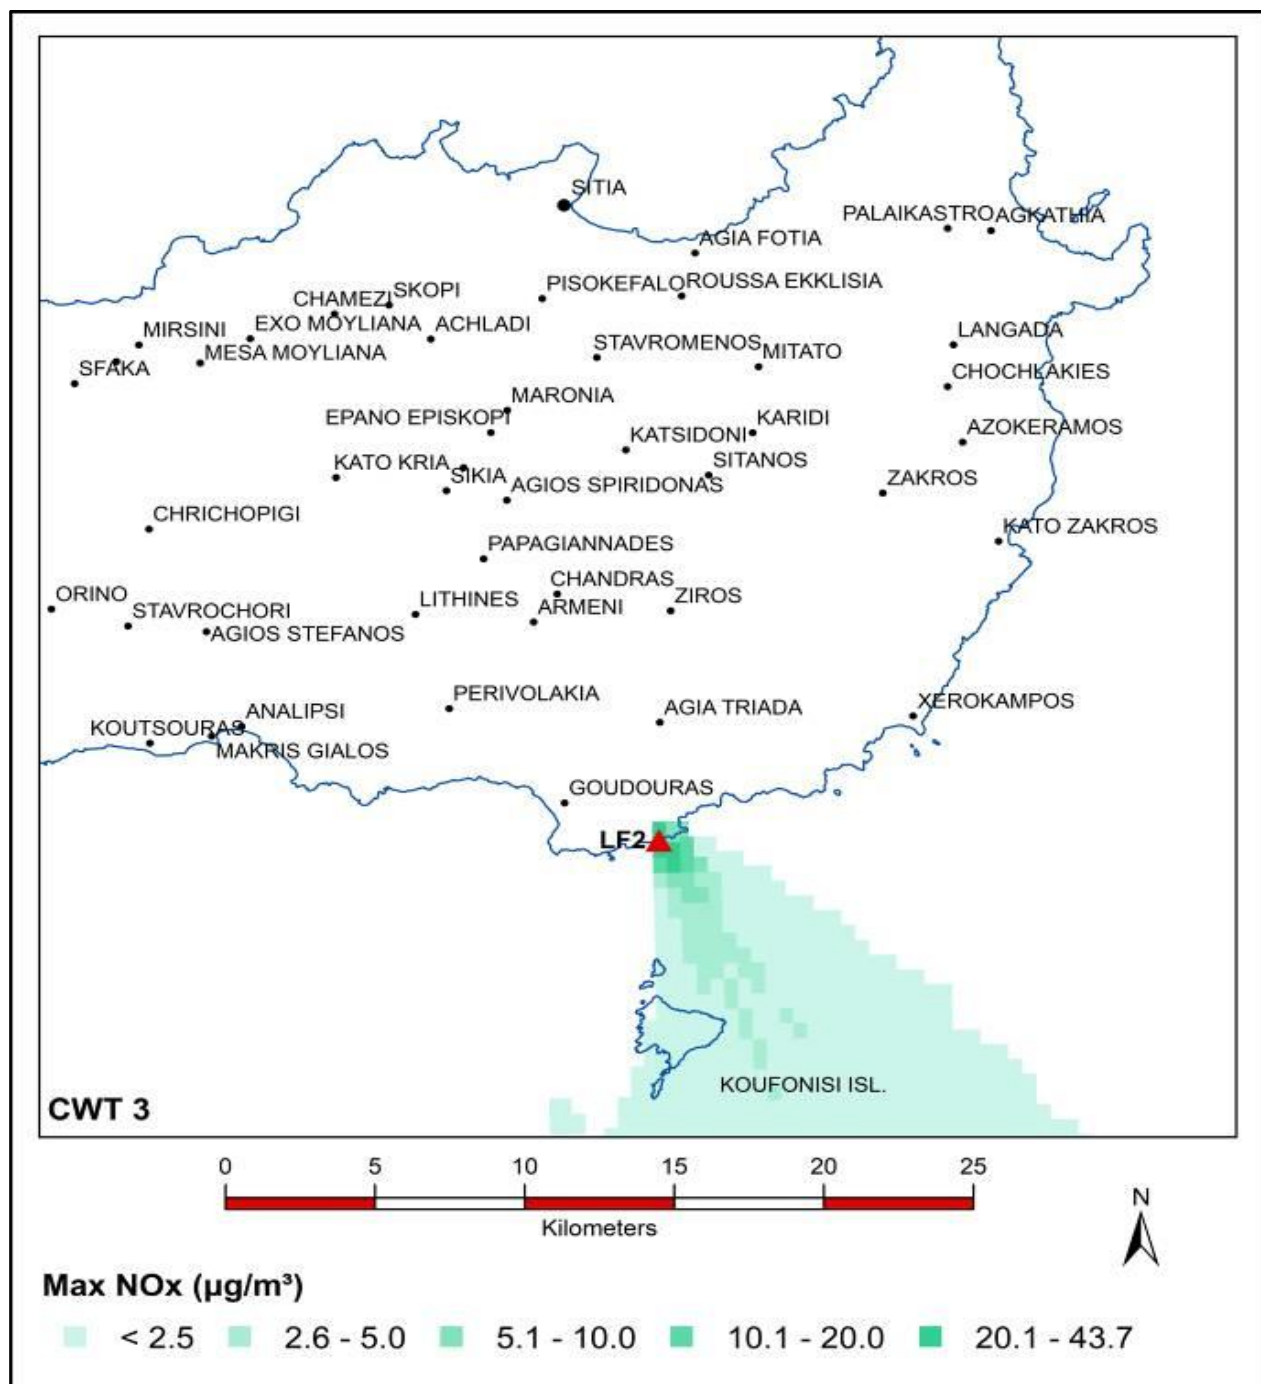 SITIA
PALAIKASTRO
AGKATHIA
AGIA FOTIA
PISOKEFALO
ROUSSA EKKLISIA
SKOPI
CHAMEZI
EXO MOYLIANA
ACHLADI
MIRSINI
LANGADA
STAVROMENOS
MITATO
MESA MOYLIANA
SFAKA
CHOCHLAKIES
MARONIA
EPANO EPISKOPI
KARIDI
AZOKERAMOS
KATSIDONI
KATO KRIA
SITANOS
SIKIA
AGIOS SPIRIDONAS
ZAKROS
CHRICHOPIGI
KATO ZAKROS
PAPAGIANNADES
CHANDRAS
ORINO
LITHINES
ZIROS
STAVROCHORI
ARMENI
AGIOS STEFANOS
PERIVOLAKIA
XEROKAMPOS
AGIA TRIADA
ANALIPSI
KOUTSOURAS
MAKRIS GIALOS
GOUDOURAS
LF2
KOUFONISI ISL.
CWT 3
0 5 10 15 20 25
Kilometers
N
Max NOx (µg/m³)
< 2.5 2.6 - 5.0 5.1 - 10.0 10.1 - 20.0 20.1 - 43.7